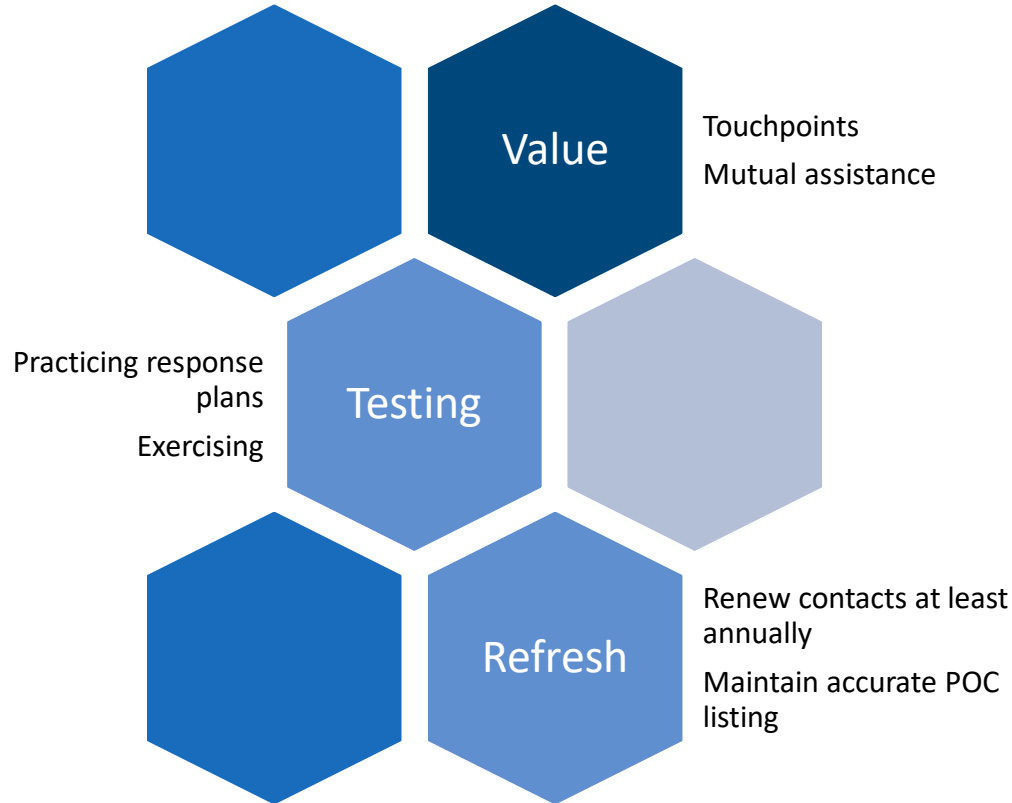 Value
Touchpoints
Mutual assistance
Practicing response
plans
Exercising
Testing
Refresh
Renew contacts at least
annually
Maintain accurate POC
listing